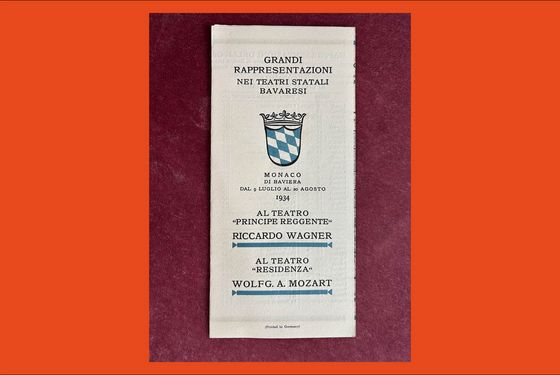 GRANDI
RAPPRESENTAZIONI
NEI TEATRI STATALI
BAVARESI
MONACO
DI BAVIERA
DAL 9 LUGLIO AL 20 AGOSTO
1934
AL TEATRO
"PRINCIPE REGGENTE"
RICCARDO WAGNER
AL TEATRO
"RESIDENZA"
WOLFG. A. MOZART
(Printed in Germany)